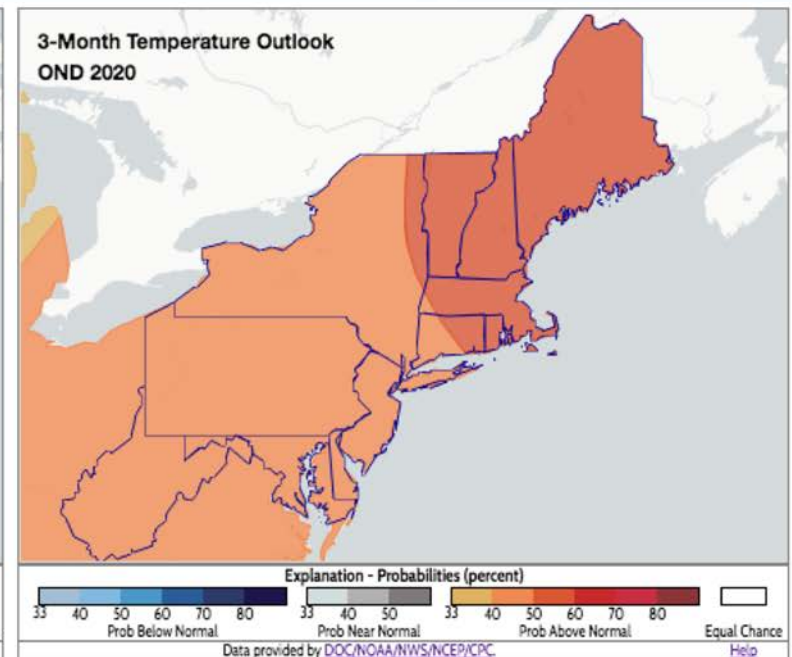 3-Month Temperature Outlook
OND 2020
Explanation - Probabilities (percent)
33 40 50 60 70 80
Prob Below Normal
33 40 50
Prob Near Normal
33 40 50 60 70 80
Prob Above Normal
Equal Chance
Data provided by DOC/NOAA/NWS/NCEP/CPC.
Help